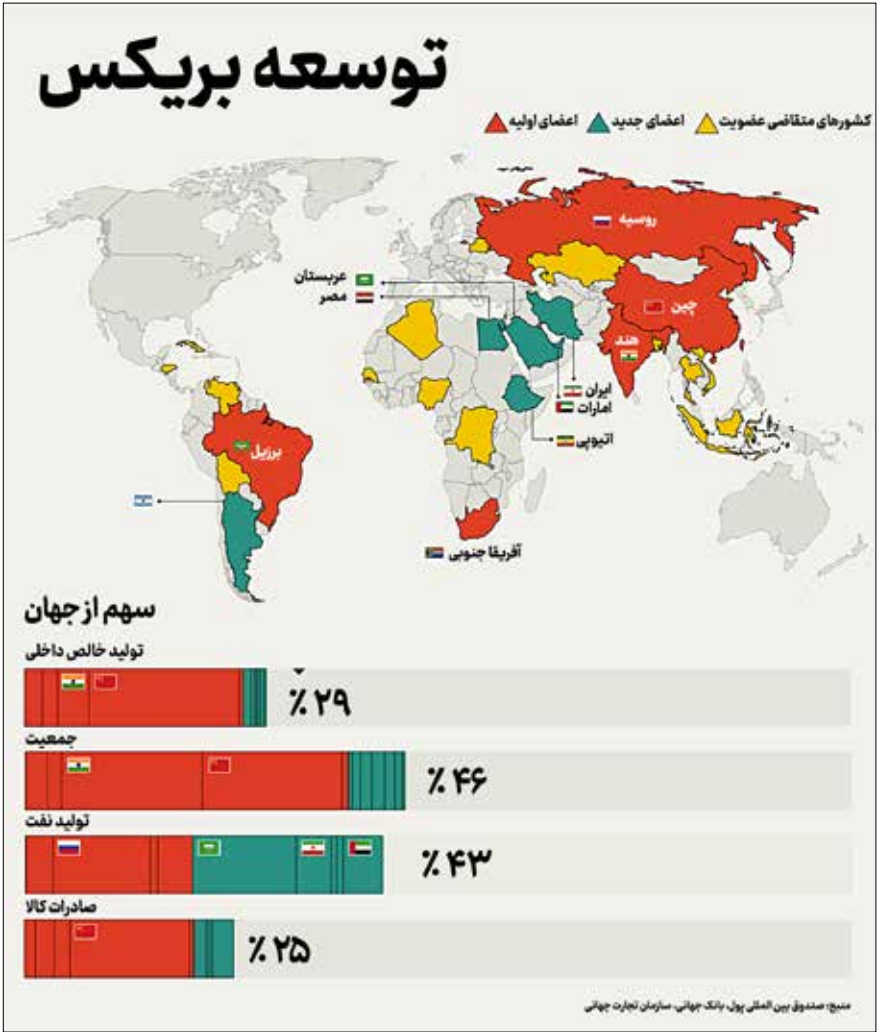 توسعه بریکس
کشورهای متقاضی عضویت
اعضای جدید
اعضای اولیه
روسیه
عربستان
مصر
چین
هند
ایران
امارات
اتیوپی
برزیل
آفریقا جنوبی
سهم از جهان
تولید خالص داخلی
٪ ۲۹
جمعیت
٪ ۴۶
تولید نفت
٪ ۴۳
صادرات کالا
٪ ۲۵
منبع: صندوق بین المللی پول، بانک جهانی، سازمان تجارت جهانی